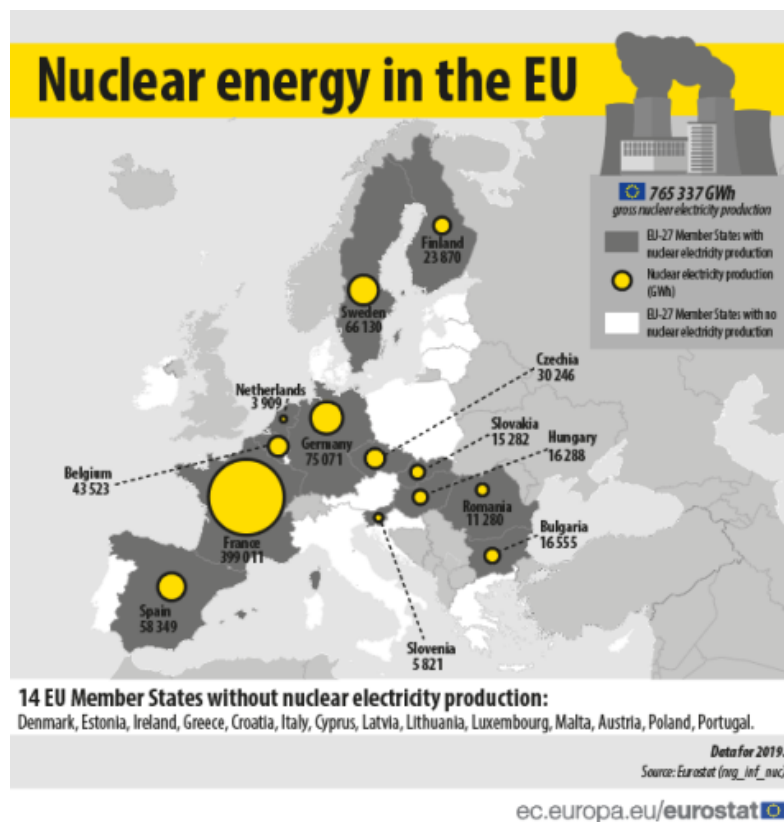 Nuclear energy in the EU
765 337 GWh
gross nuclear electricity production
EU-27 Member States with
nuclear electricity production
Nuclear electricity production
(GWh)
EU-27 Member States with no
nuclear electricity production
Finland
23 870
Sweden
66 130
Czechia
30 246
Netherlands
3 909
Slovakia
15 282
Hungary
16 288
Germany
75 071
Belgium
43 523
Romania
11 280
Bulgaria
16 555
France
399 011
Spain
58 349
Slovenia
5 821
14 EU Member States without nuclear electricity production:
Denmark, Estonia, Ireland, Greece, Croatia, Italy, Cyprus, Latvia, Lithuania, Luxembourg, Malta, Austria, Poland, Portugal.
Data for 2019.
Source: Eurostat (nrg_inf_nuc)
ec.europa.eu/eurostat